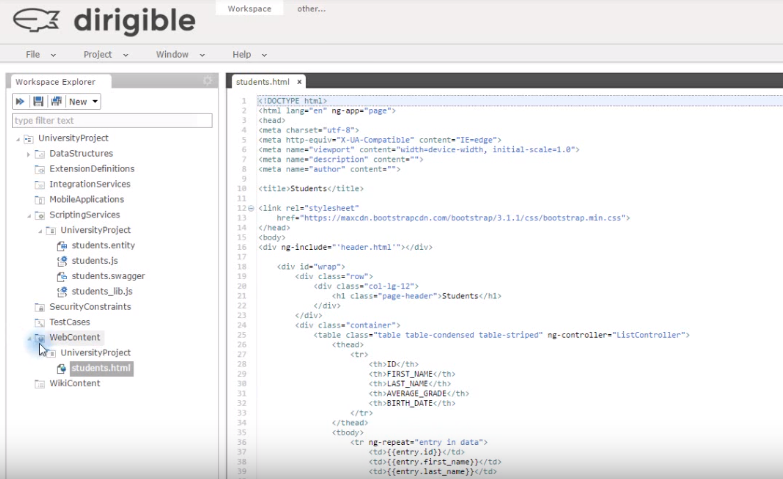 dirigible
Workspace
other...
File
Project
Window
Help
Workspace Explorer
New
type filter text
UniversityProject
DataStructures
ExtensionDefinitions
IntegrationServices
MobileApplications
ScriptingServices
UniversityProject
students.entity
students.js
students.swagger
students_lib.js
SecurityConstraints
TestCases
WebContent
UniversityProject
students.html
WikiContent
students.html ×
1 <!DOCTYPE html>
2 <html lang="en" ng-app="page">
3 <head>
4 <meta charset="utf-8">
5 <meta http-equiv="X-UA-Compatible" content="IE=edge">
6 <meta name="viewport" content="width=device-width, initial-scale=1.0">
7 <meta name="description" content="">
8 <meta name="author" content="">
9
10 <title>Students</title>
11
12 <link rel="stylesheet"
13 href="https://maxcdn.bootstrapcdn.com/bootstrap/3.1.1/css/bootstrap.min.css">
14 </head>
15 <body>
16 <div ng-include="'header.html'"></div>
17
18 <div id="wrap">
19 <div class="row">
20 <div class="col-lg-12">
21 <h1 class="page-header">Students</h1>
22 </div>
23 </div>
24 <div class="container">
25 <table class="table table-condensed table-striped" ng-controller="ListController">
26 <thead>
27 <tr>
28 <th>ID</th>
29 <th>FIRST_NAME</th>
30 <th>LAST_NAME</th>
31 <th>AVERAGE_GRADE</th>
32 <th>BIRTH_DATE</th>
33 </tr>
34 </thead>
35 <tbody>
36 <tr ng-repeat="entry in data">
37 <td>{{entry.id}}</td>
38 <td>{{entry.first_name}}</td>
39 <td>{{entry.last_name}}</td>